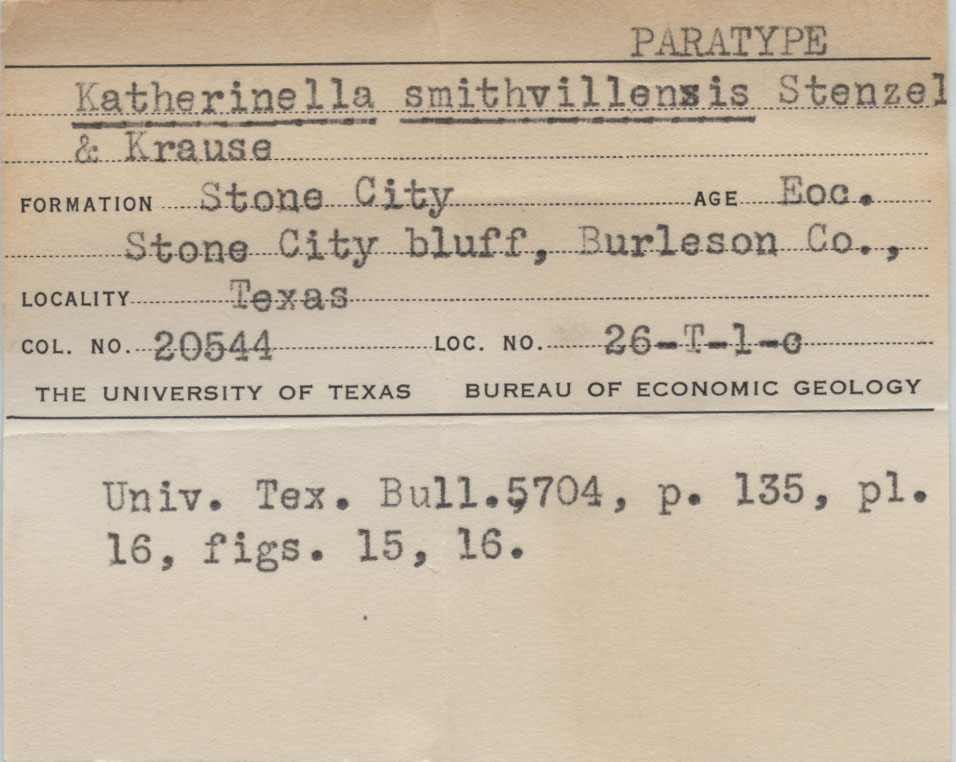 PARATYPE
Katherinella smithvillensis Stenzel
& Krause
FORMATION Stone City AGE Eoc.
Stone City bluff, Burleson Co.,
LOCALITY Texas
COL. NO. 20544 LOC. NO. 26-T-1-c
THE UNIVERSITY OF TEXAS BUREAU OF ECONOMIC GEOLOGY
Univ. Tex. Bull.5704, p. 135, pl.
16, figs. 15, 16.